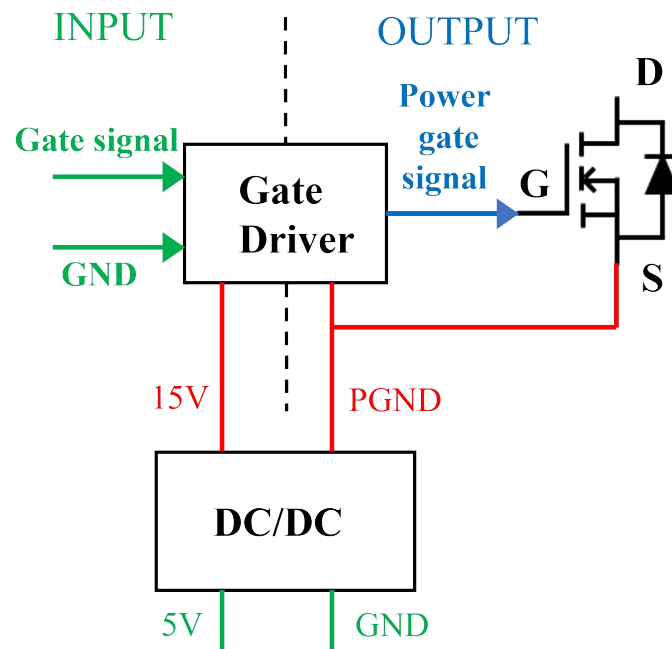 INPUT
OUTPUT
D
Power
gate
signal
Gate signal
G
Gate
Driver
GND
S
15V
PGND
DC/DC
5V
GND